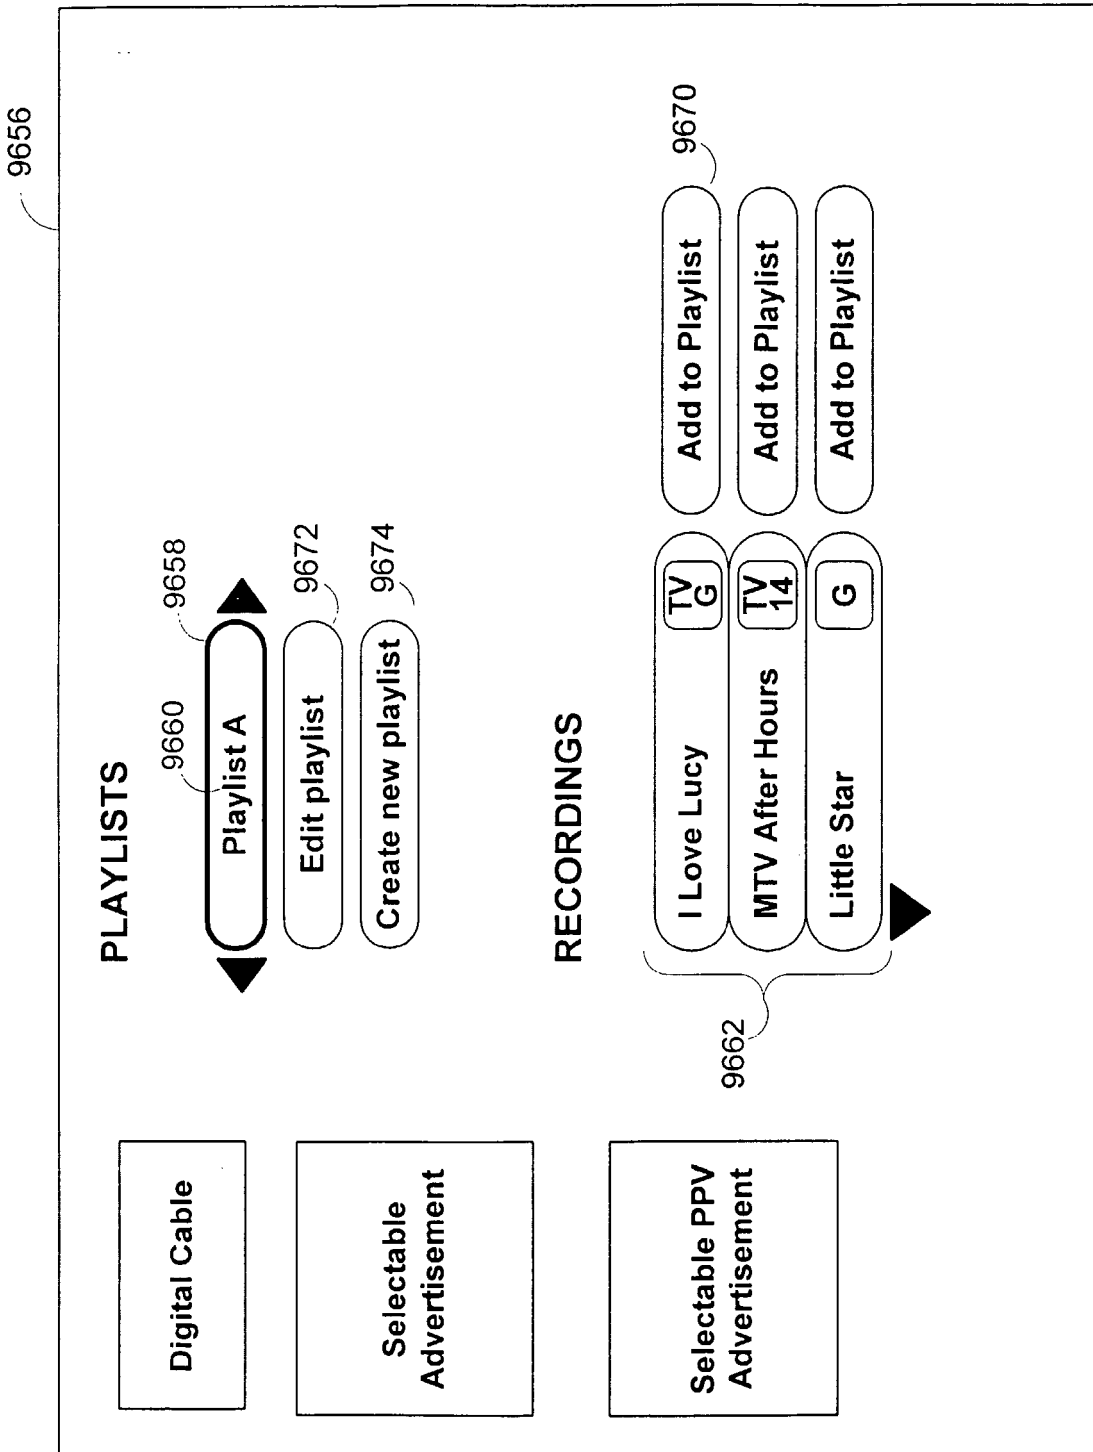 9656
Digital Cable
Selectable
Advertisement
Selectable PPV
Advertisement
PLAYLISTS
9660
9658
Playlist A
Edit playlist
9672
Create new playlist
9674
RECORDINGS
9662
I Love Lucy
TV
G
Add to Playlist
9670
MTV After Hours
TV
14
Add to Playlist
Little Star
G
Add to Playlist